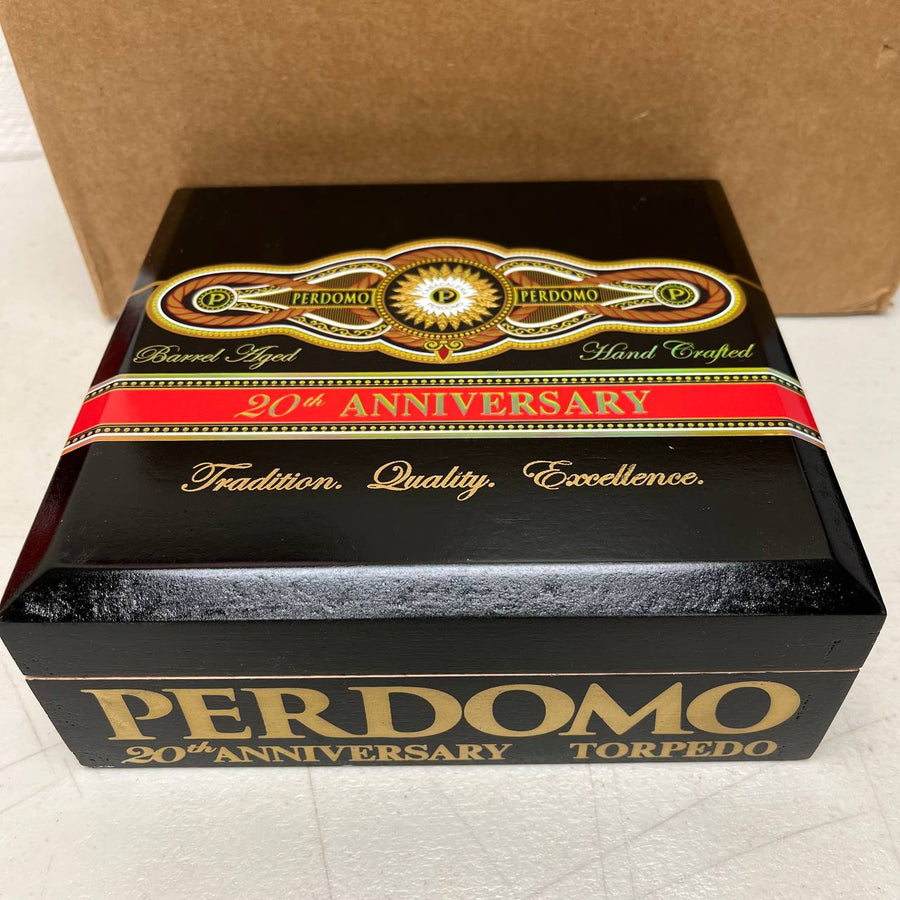 P PERDOMO P PERDOMO P
Barrel Aged Hand Crafted
20th ANNIVERSARY
Tradition. Quality. Excellence.
PERDOMO
20th ANNIVERSARY TORPEDO